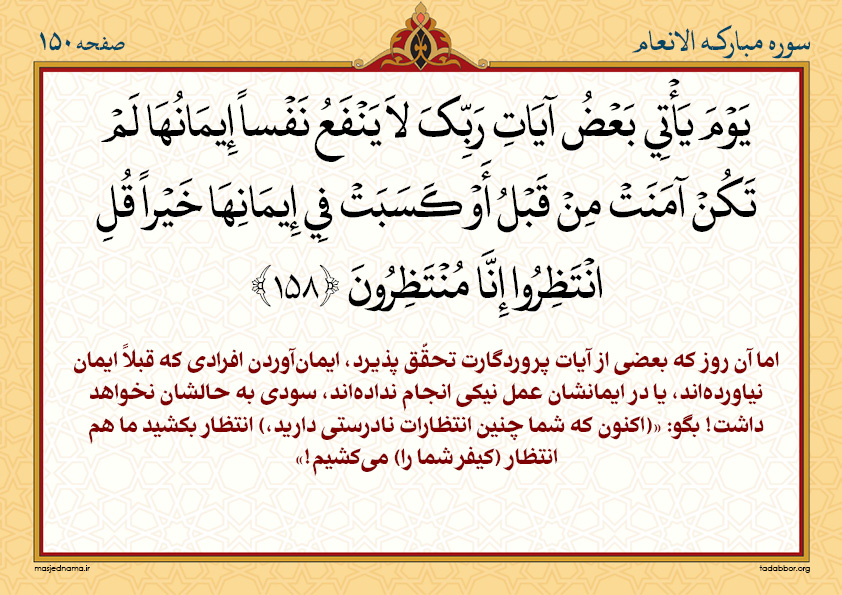 سوره مبارکه الانعام
صفحه ۱۵۰
يَوْمَ يَأْتِي بَعْضُ آيَاتِ رَبِّکَ لاَ يَنْفَعُ نَفْساً إِيمَانُهَا لَمْ
تَکُنْ آمَنَتْ مِنْ قَبْلُ أَوْ کَسَبَتْ فِي إِيمَانِهَا خَيْراً قُلِ
انْتَظِرُوا إِنَّا مُنْتَظِرُونَ ﴿۱۵۸﴾
اما آن روز که بعضی از آیات پروردگارت تحقّق پذیرد، ایمان‌آوردن افرادی که قبلاً ایمان
نیاورده‌اند، یا در ایمانشان عمل نیکی انجام نداده‌اند، سودی به حالشان نخواهد
داشت! بگو: «(اکنون که شما چنین انتظارات نادرستی دارید،) انتظار بکشید ما هم
انتظار (کیفر شما را) می‌کشیم!»
masjednama.ir
tadabbor.org